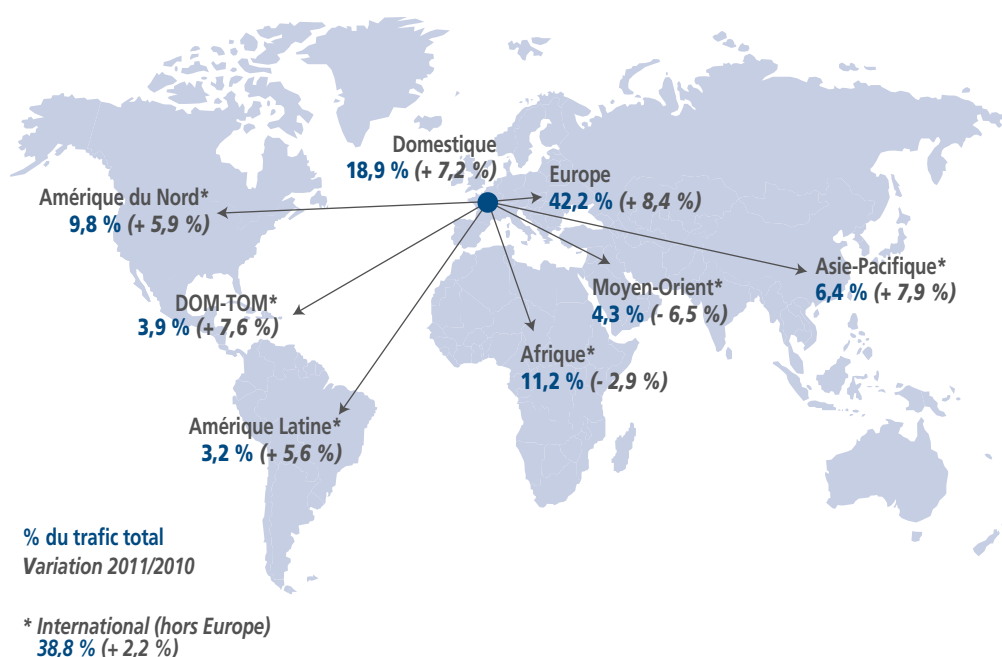 Domestique
18,9 % (+ 7,2 %)
Europe
42,2 % (+ 8,4 %)
Amérique du Nord*
9,8 % (+ 5,9 %)
Asie-Pacifique*
6,4 % (+ 7,9 %)
Moyen-Orient*
4,3 % (- 6,5 %)
DOM-TOM*
3,9 % (+ 7,6 %)
Afrique*
11,2 % (- 2,9 %)
Amérique Latine*
3,2 % (+ 5,6 %)
% du trafic total
Variation 2011/2010
* International (hors Europe)
38,8 % (+ 2,2 %)